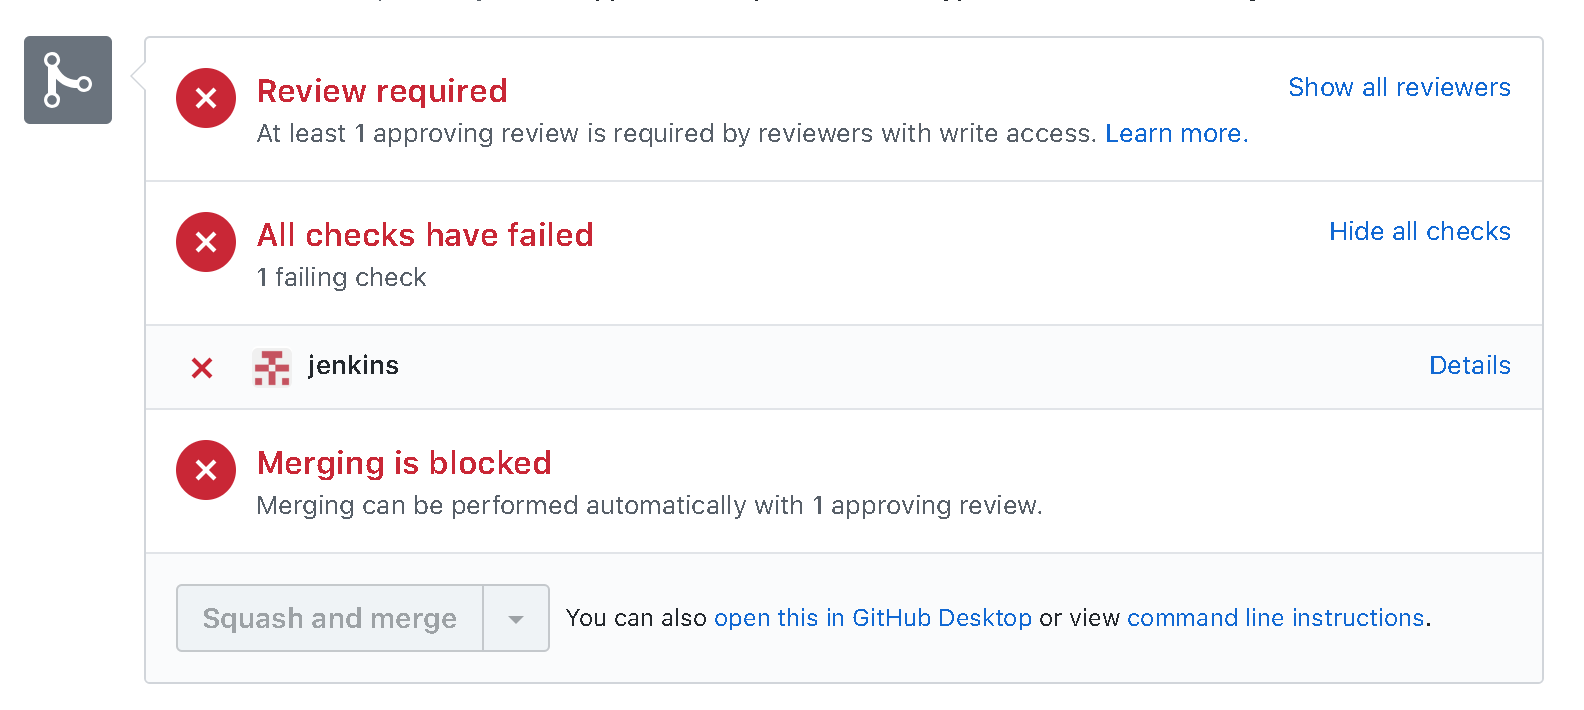 Review required
Show all reviewers
At least 1 approving review is required by reviewers with write access. Learn more.
All checks have failed
Hide all checks
1 failing check
jenkins
Details
Merging is blocked
Merging can be performed automatically with 1 approving review.
Squash and merge
You can also open this in GitHub Desktop or view command line instructions.